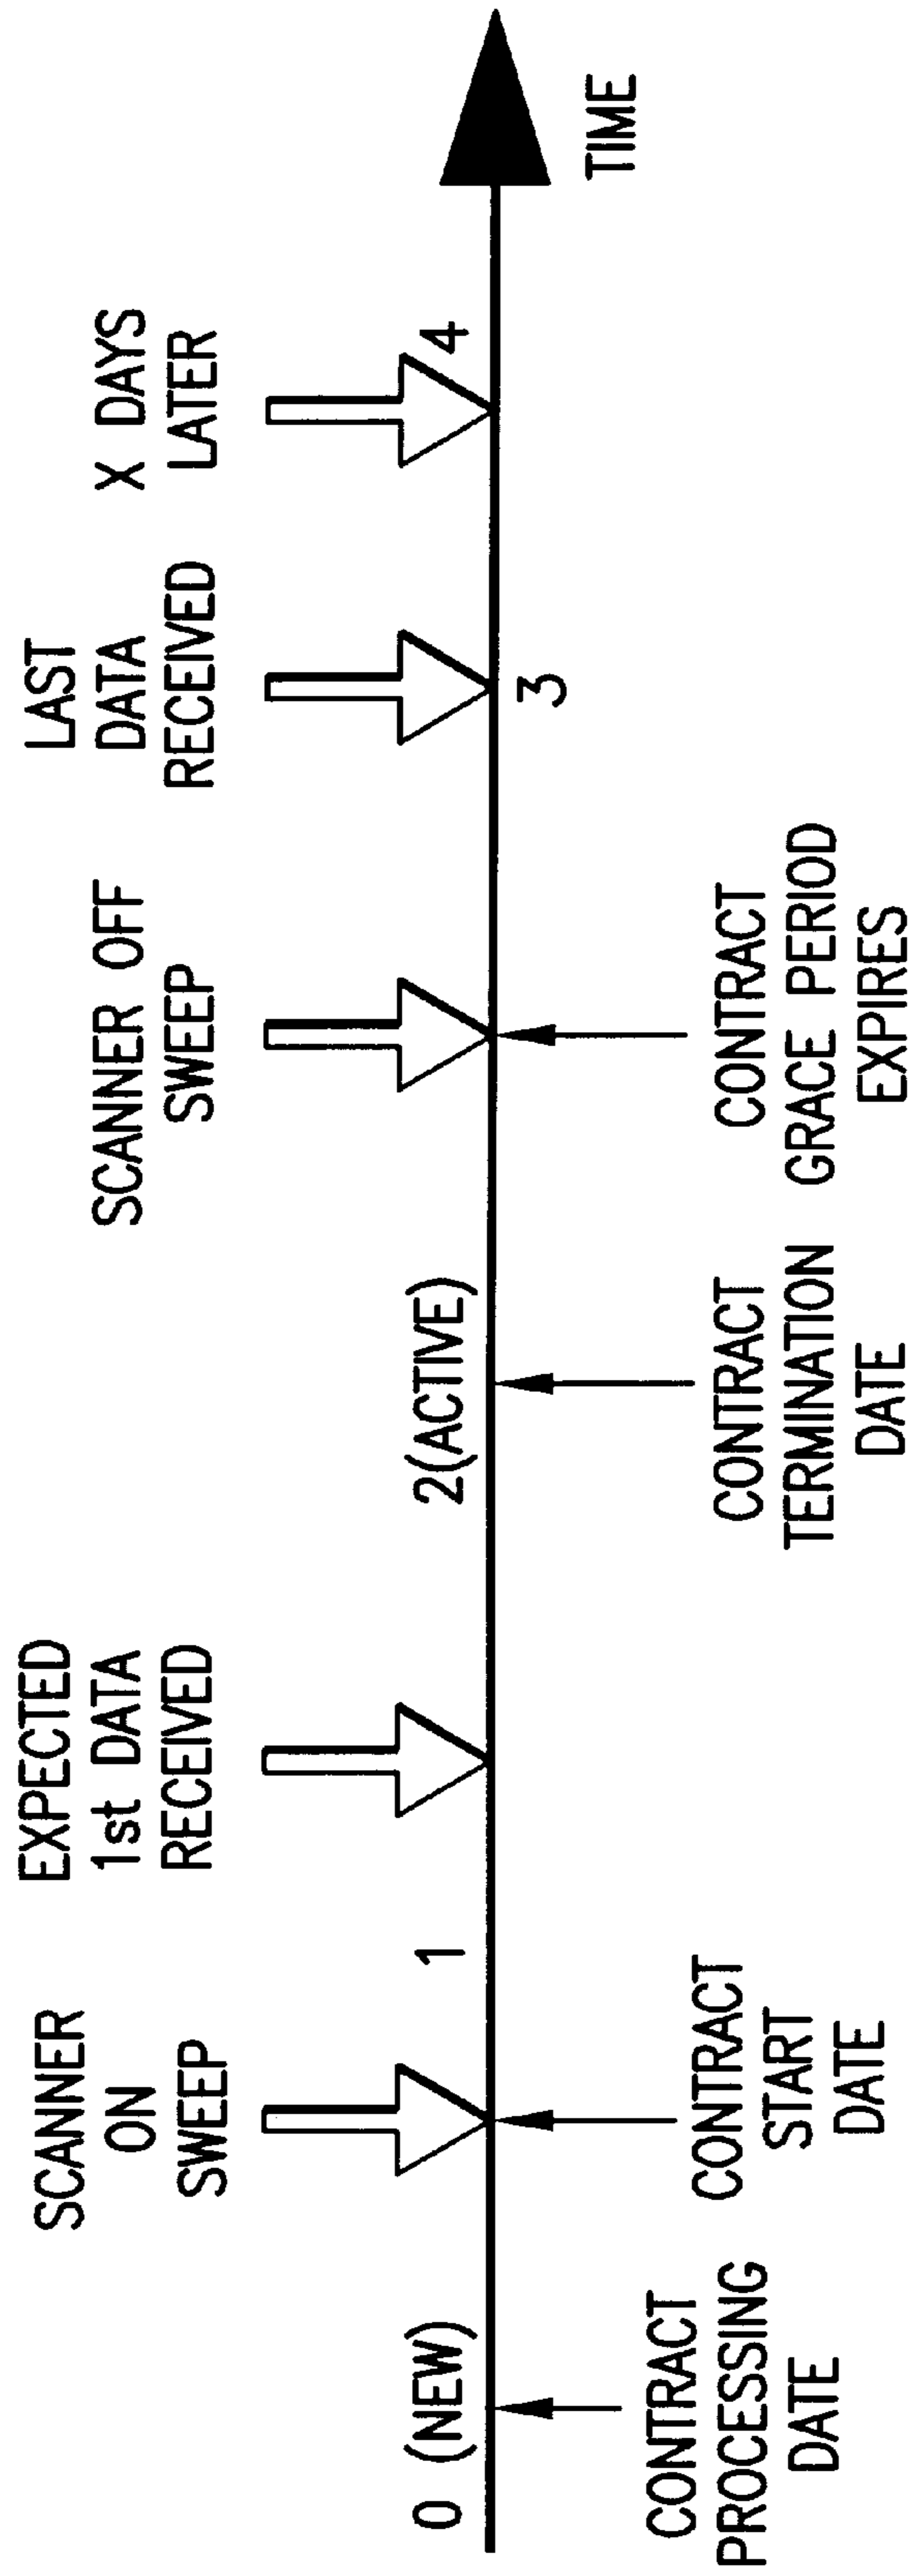 SCANNER
ON
SWEEP
EXPECTED
1st DATA
RECEIVED
SCANNER OFF
SWEEP
LAST
DATA
RECEIVED
X DAYS
LATER
0 (NEW)
1
2(ACTIVE)
3
4
TIME
CONTRACT
PROCESSING
DATE
CONTRACT
START
DATE
CONTRACT
TERMINATION
DATE
CONTRACT
GRACE PERIOD
EXPIRES